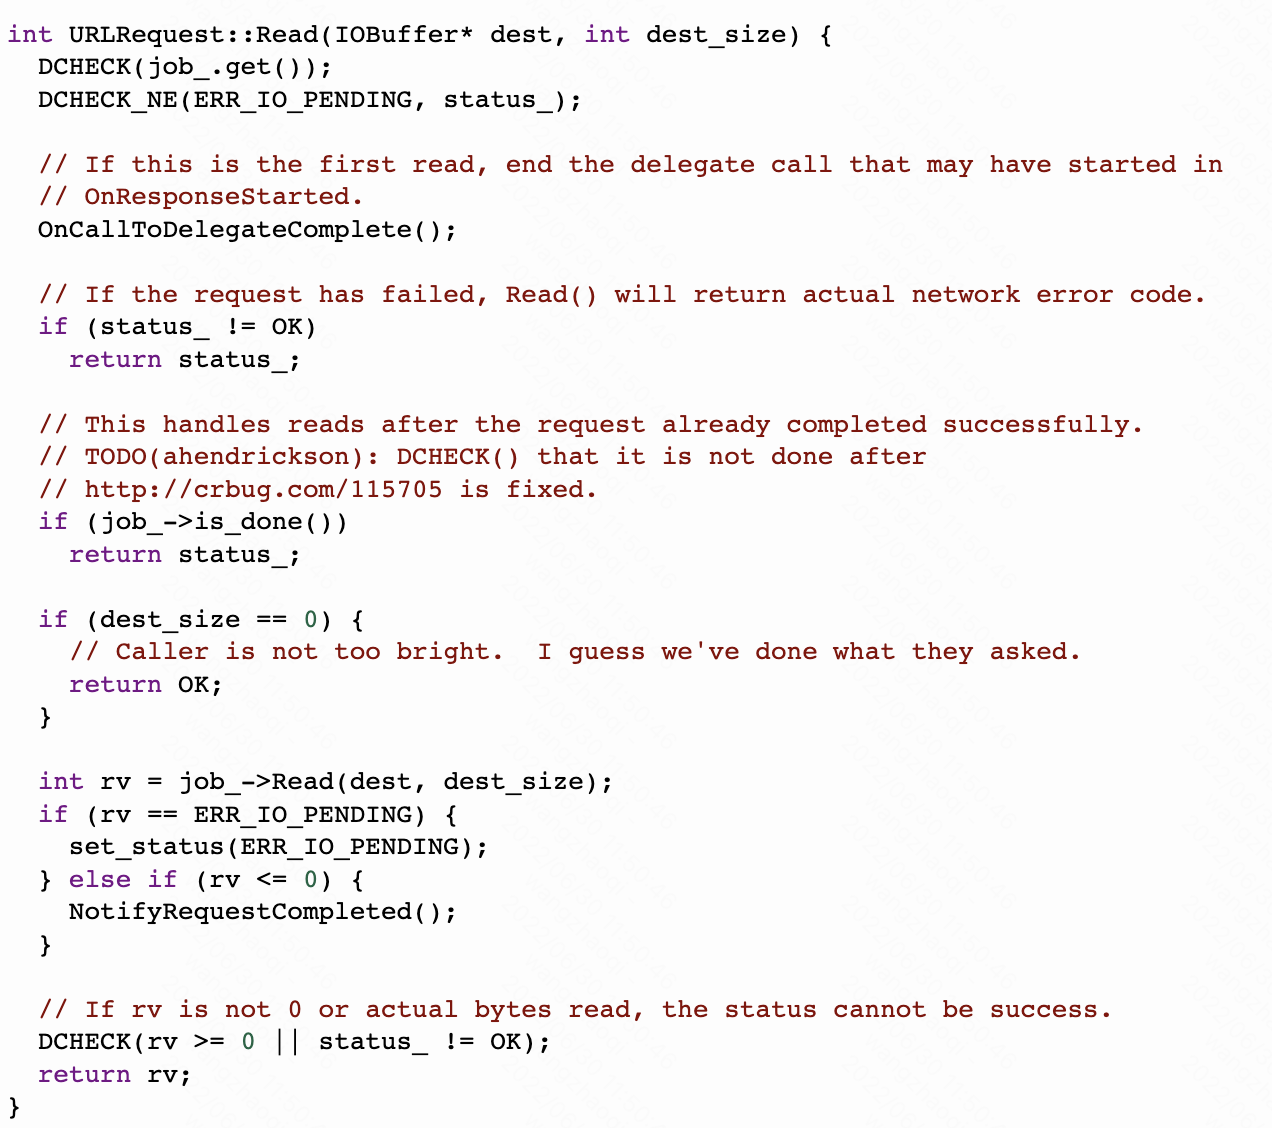 int URLRequest::Read(IOBuffer* dest, int dest_size) {
  DCHECK(job_.get());
  DCHECK_NE(ERR_IO_PENDING, status_);

  // If this is the first read, end the delegate call that may have started in
  // OnResponseStarted.
  OnCallToDelegateComplete();

  // If the request has failed, Read() will return actual network error code.
  if (status_ != OK)
    return status_;

  // This handles reads after the request already completed successfully.
  // TODO(ahendrickson): DCHECK() that it is not done after
  // http://crbug.com/115705 is fixed.
  if (job_->is_done())
    return status_;

  if (dest_size == 0) {
    // Caller is not too bright.  I guess we've done what they asked.
    return OK;
  }

  int rv = job_->Read(dest, dest_size);
  if (rv == ERR_IO_PENDING) {
    set_status(ERR_IO_PENDING);
  } else if (rv <= 0) {
    NotifyRequestCompleted();
  }

  // If rv is not 0 or actual bytes read, the status cannot be success.
  DCHECK(rv >= 0 || status_ != OK);
  return rv;
}